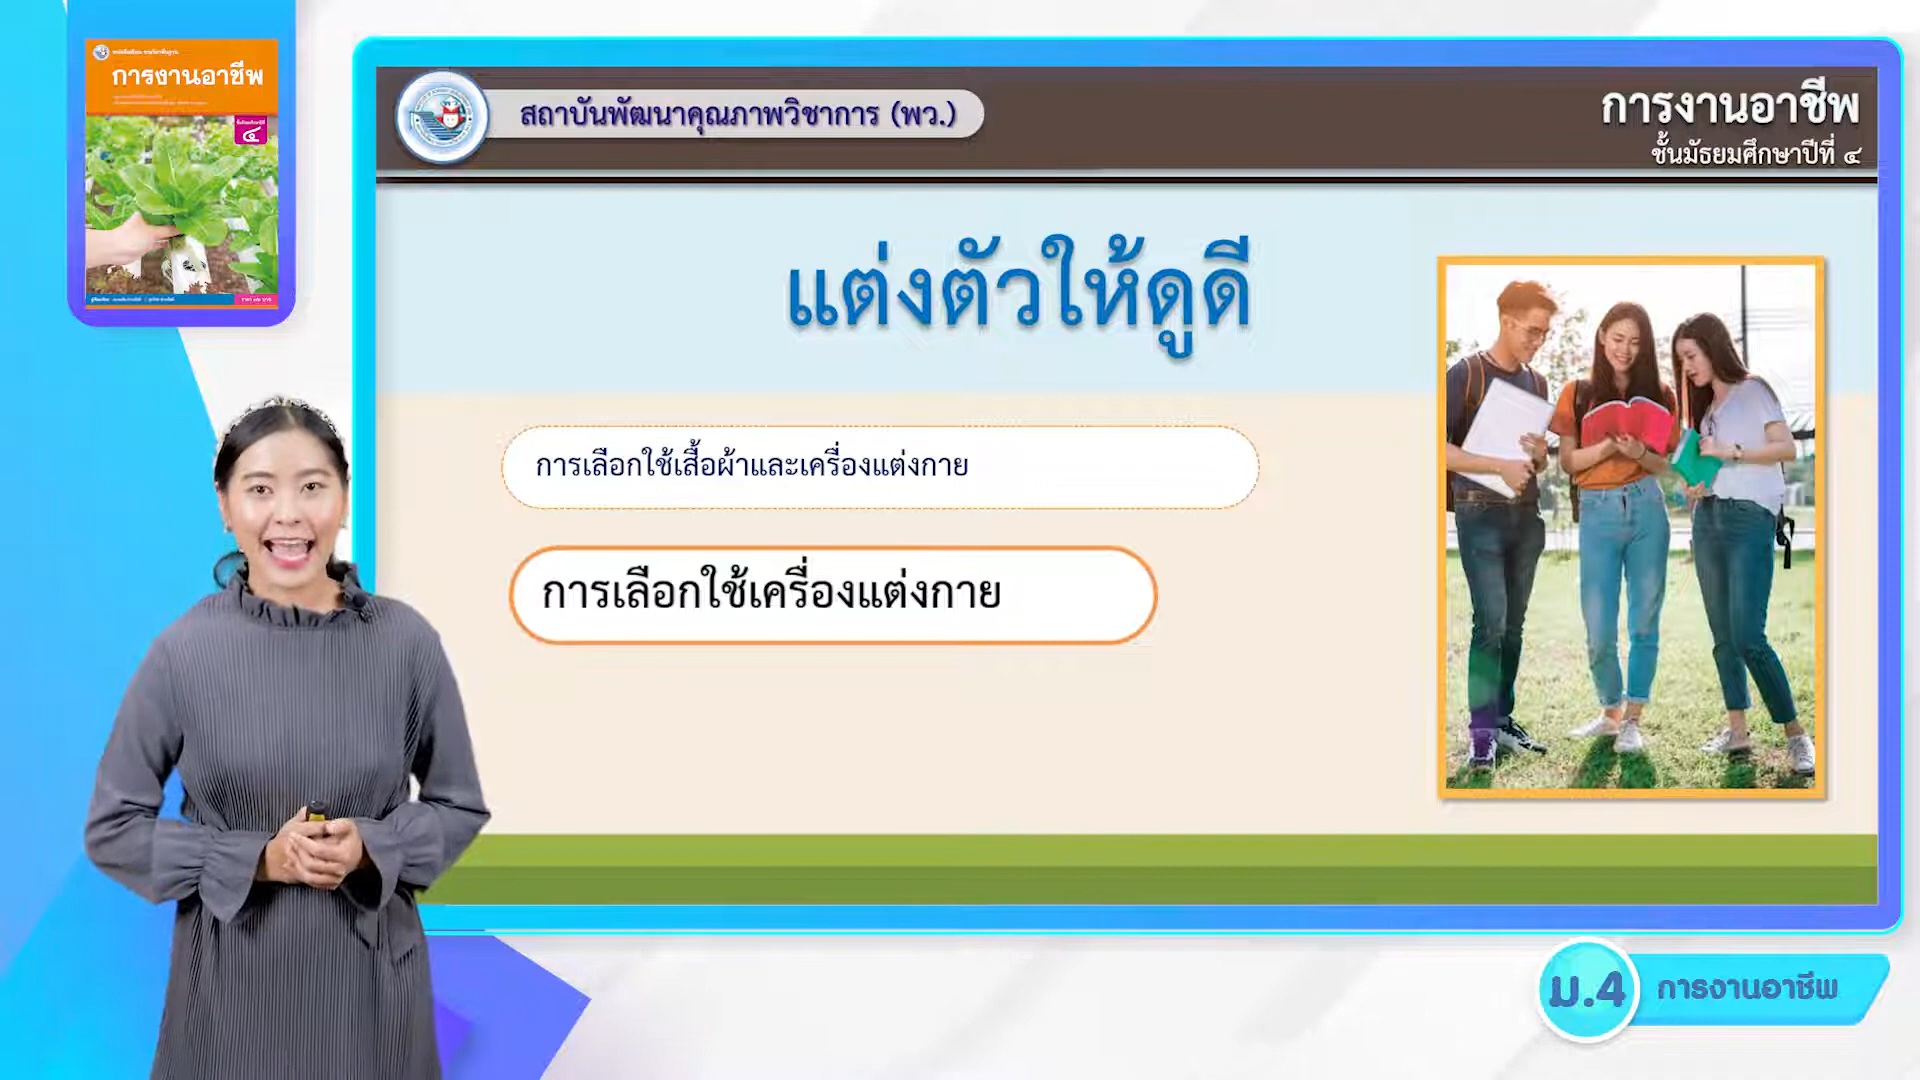 การงานอาชีพ
๔
สถาบันพัฒนาคุณภาพวิชาการ (พว.)
การงานอาชีพ
ชั้นมัธยมศึกษาปีที่ ๔
แต่งตัวให้ดูดี
การเลือกใช้เสื้อผ้าและเครื่องแต่งกาย
การเลือกใช้เครื่องแต่งกาย
ม.4
การงานอาชีพ